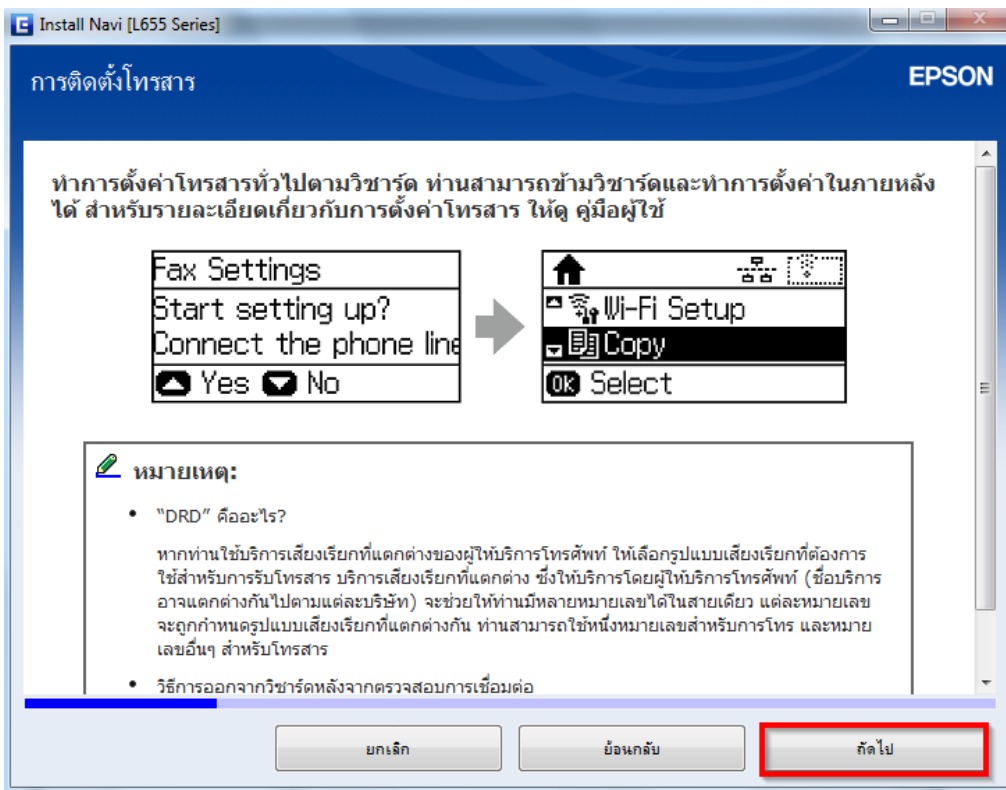 Install Navi [L655 Series]
การติดตั้งโทรสาร
EPSON
ทำการตั้งค่าโทรสารทั่วไปตามวิซาร์ด ท่านสามารถข้ามวิซาร์ดและทำการตั้งค่าในภายหลัง
ได้ สำหรับรายละเอียดเกี่ยวกับการตั้งค่าโทรสาร ให้ดู คู่มือผู้ใช้
Fax Settings
Start setting up?
Connect the phone line
Yes No
Wi-Fi Setup
Copy
OK Select
หมายเหตุ:
• "DRD" คืออะไร?
หากท่านใช้บริการเสียงเรียกที่แตกต่างของผู้ให้บริการโทรศัพท์ ให้เลือกรูปแบบเสียงเรียกที่ต้องการ
ใช้สำหรับการรับโทรสาร บริการเสียงเรียกที่แตกต่าง ซึ่งให้บริการโดยผู้ให้บริการโทรศัพท์ (ชื่อบริการ
อาจแตกต่างกันไปตามแต่ละบริษัท) จะช่วยให้ท่านมีหลายหมายเลขได้ในสายเดียว แต่ละหมายเลข
จะถูกกำหนดรูปแบบเสียงเรียกที่แตกต่างกัน ท่านสามารถใช้หนึ่งหมายเลขสำหรับการโทร และหมาย
เลขอื่นๆ สำหรับโทรสาร
• วิธีการออกจากวิซาร์ดหลังจากตรวจสอบการเชื่อมต่อ
ยกเลิก
ย้อนกลับ
ถัดไป